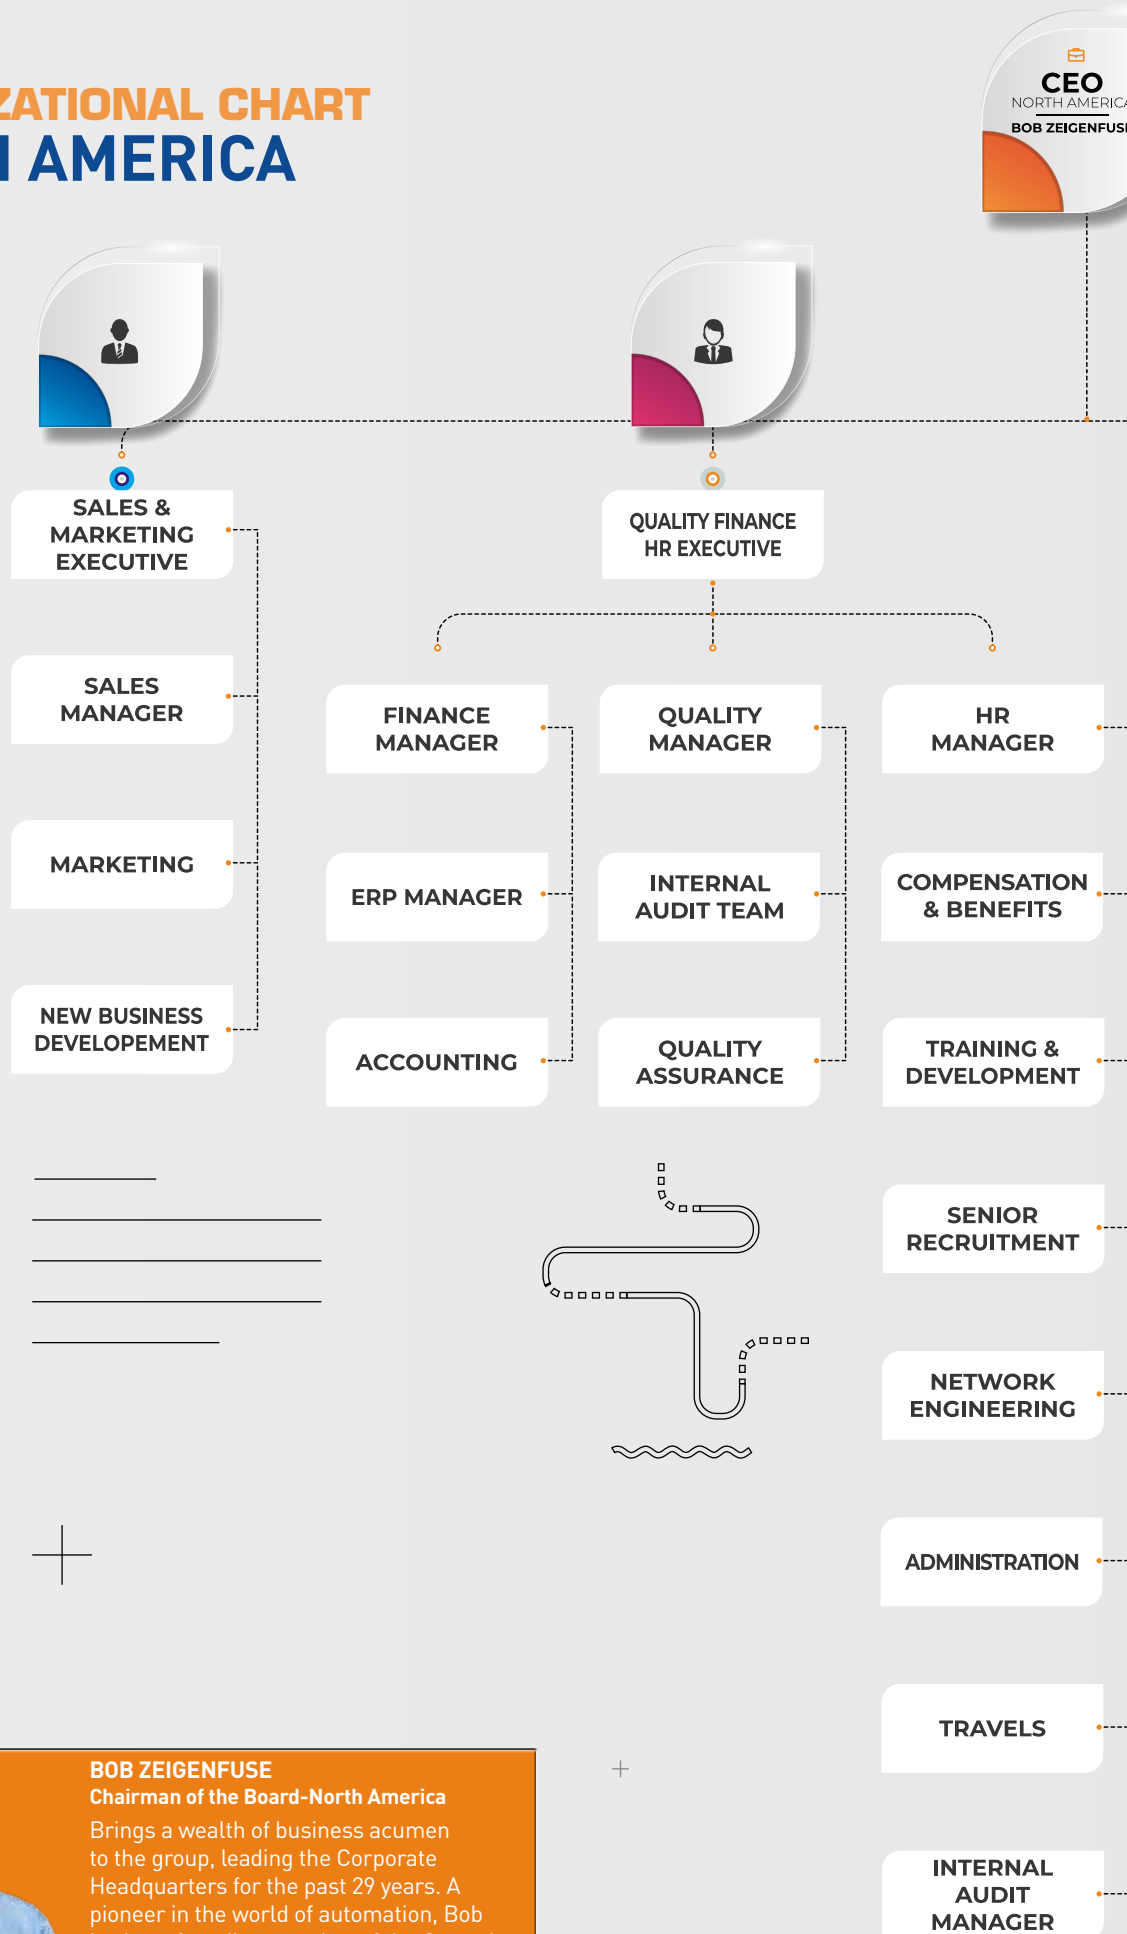 CEO
NORTH AMERICA
BOB ZEIGENFUSE
ZATIONAL CHART
AMERICA
SALES &
MARKETING
EXECUTIVE
SALES
MANAGER
MARKETING
NEW BUSINESS
DEVELOPEMENT
QUALITY FINANCE
HR EXECUTIVE
FINANCE
MANAGER
ERP MANAGER
ACCOUNTING
QUALITY
MANAGER
INTERNAL
AUDIT TEAM
QUALITY
ASSURANCE
HR
MANAGER
COMPENSATION
& BENEFITS
TRAINING &
DEVELOPMENT
SENIOR
RECRUITMENT
NETWORK
ENGINEERING
ADMINISTRATION
TRAVELS
INTERNAL
AUDIT
MANAGER
BOB ZEIGENFUSE
Chairman of the Board-North America
Brings a wealth of business acumen
to the group, leading the Corporate
Headquarters for the past 29 years. A
pioneer in the world of automation, Bob